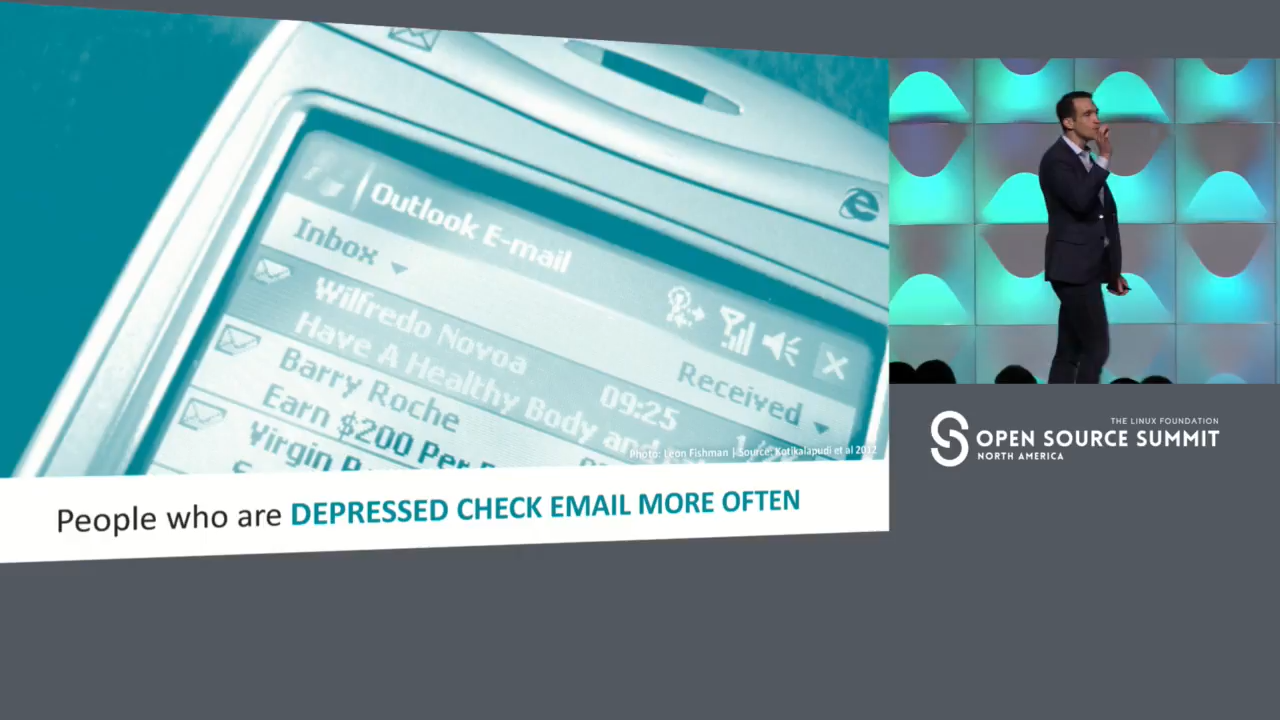 Outlook E-mail
Inbox
Received
Wilfredo Novoa
09:25
Have A Healthy Body and
Barry Roche
Earn $200 Per
Virgin
Photo: Leon Fishman | Source: Kotikalapudi et al 2012
People who are DEPRESSED CHECK EMAIL MORE OFTEN
THE LINUX FOUNDATION
OPEN SOURCE SUMMIT
NORTH AMERICA